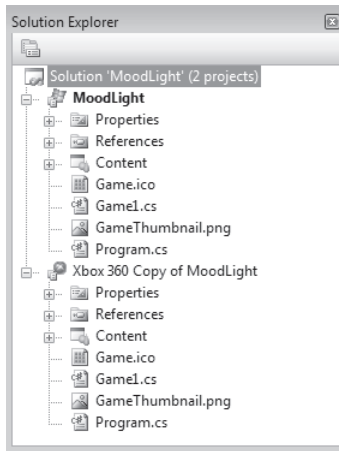 Solution Explorer
Solution 'MoodLight' (2 projects)
MoodLight
Properties
References
Content
Game.ico
Game1.cs
GameThumbnail.png
Program.cs
Xbox 360 Copy of MoodLight
Properties
References
Content
Game.ico
Game1.cs
GameThumbnail.png
Program.cs